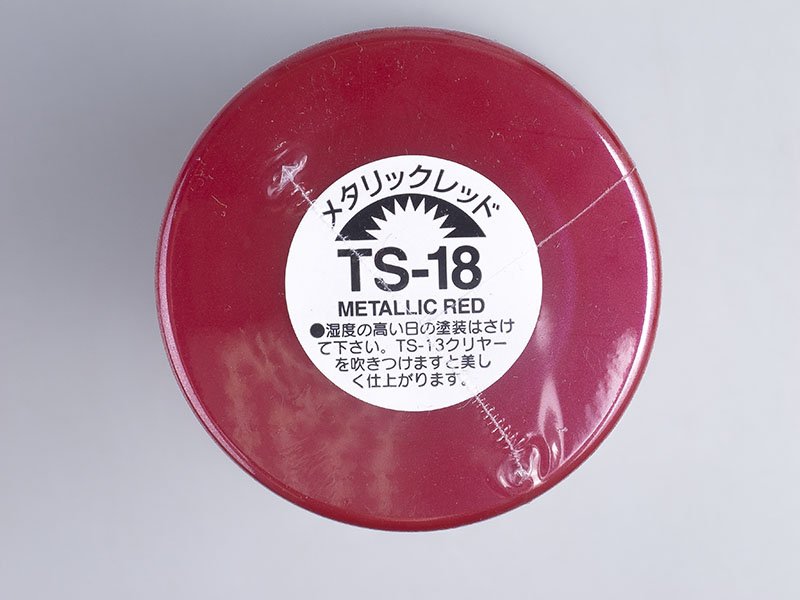 メタリックレッド
TS-18
METALLIC RED
●湿度の高い日の塗装はさけ
て下さい。TS-13クリヤー
を吹きつけますと美し
く仕上がります。